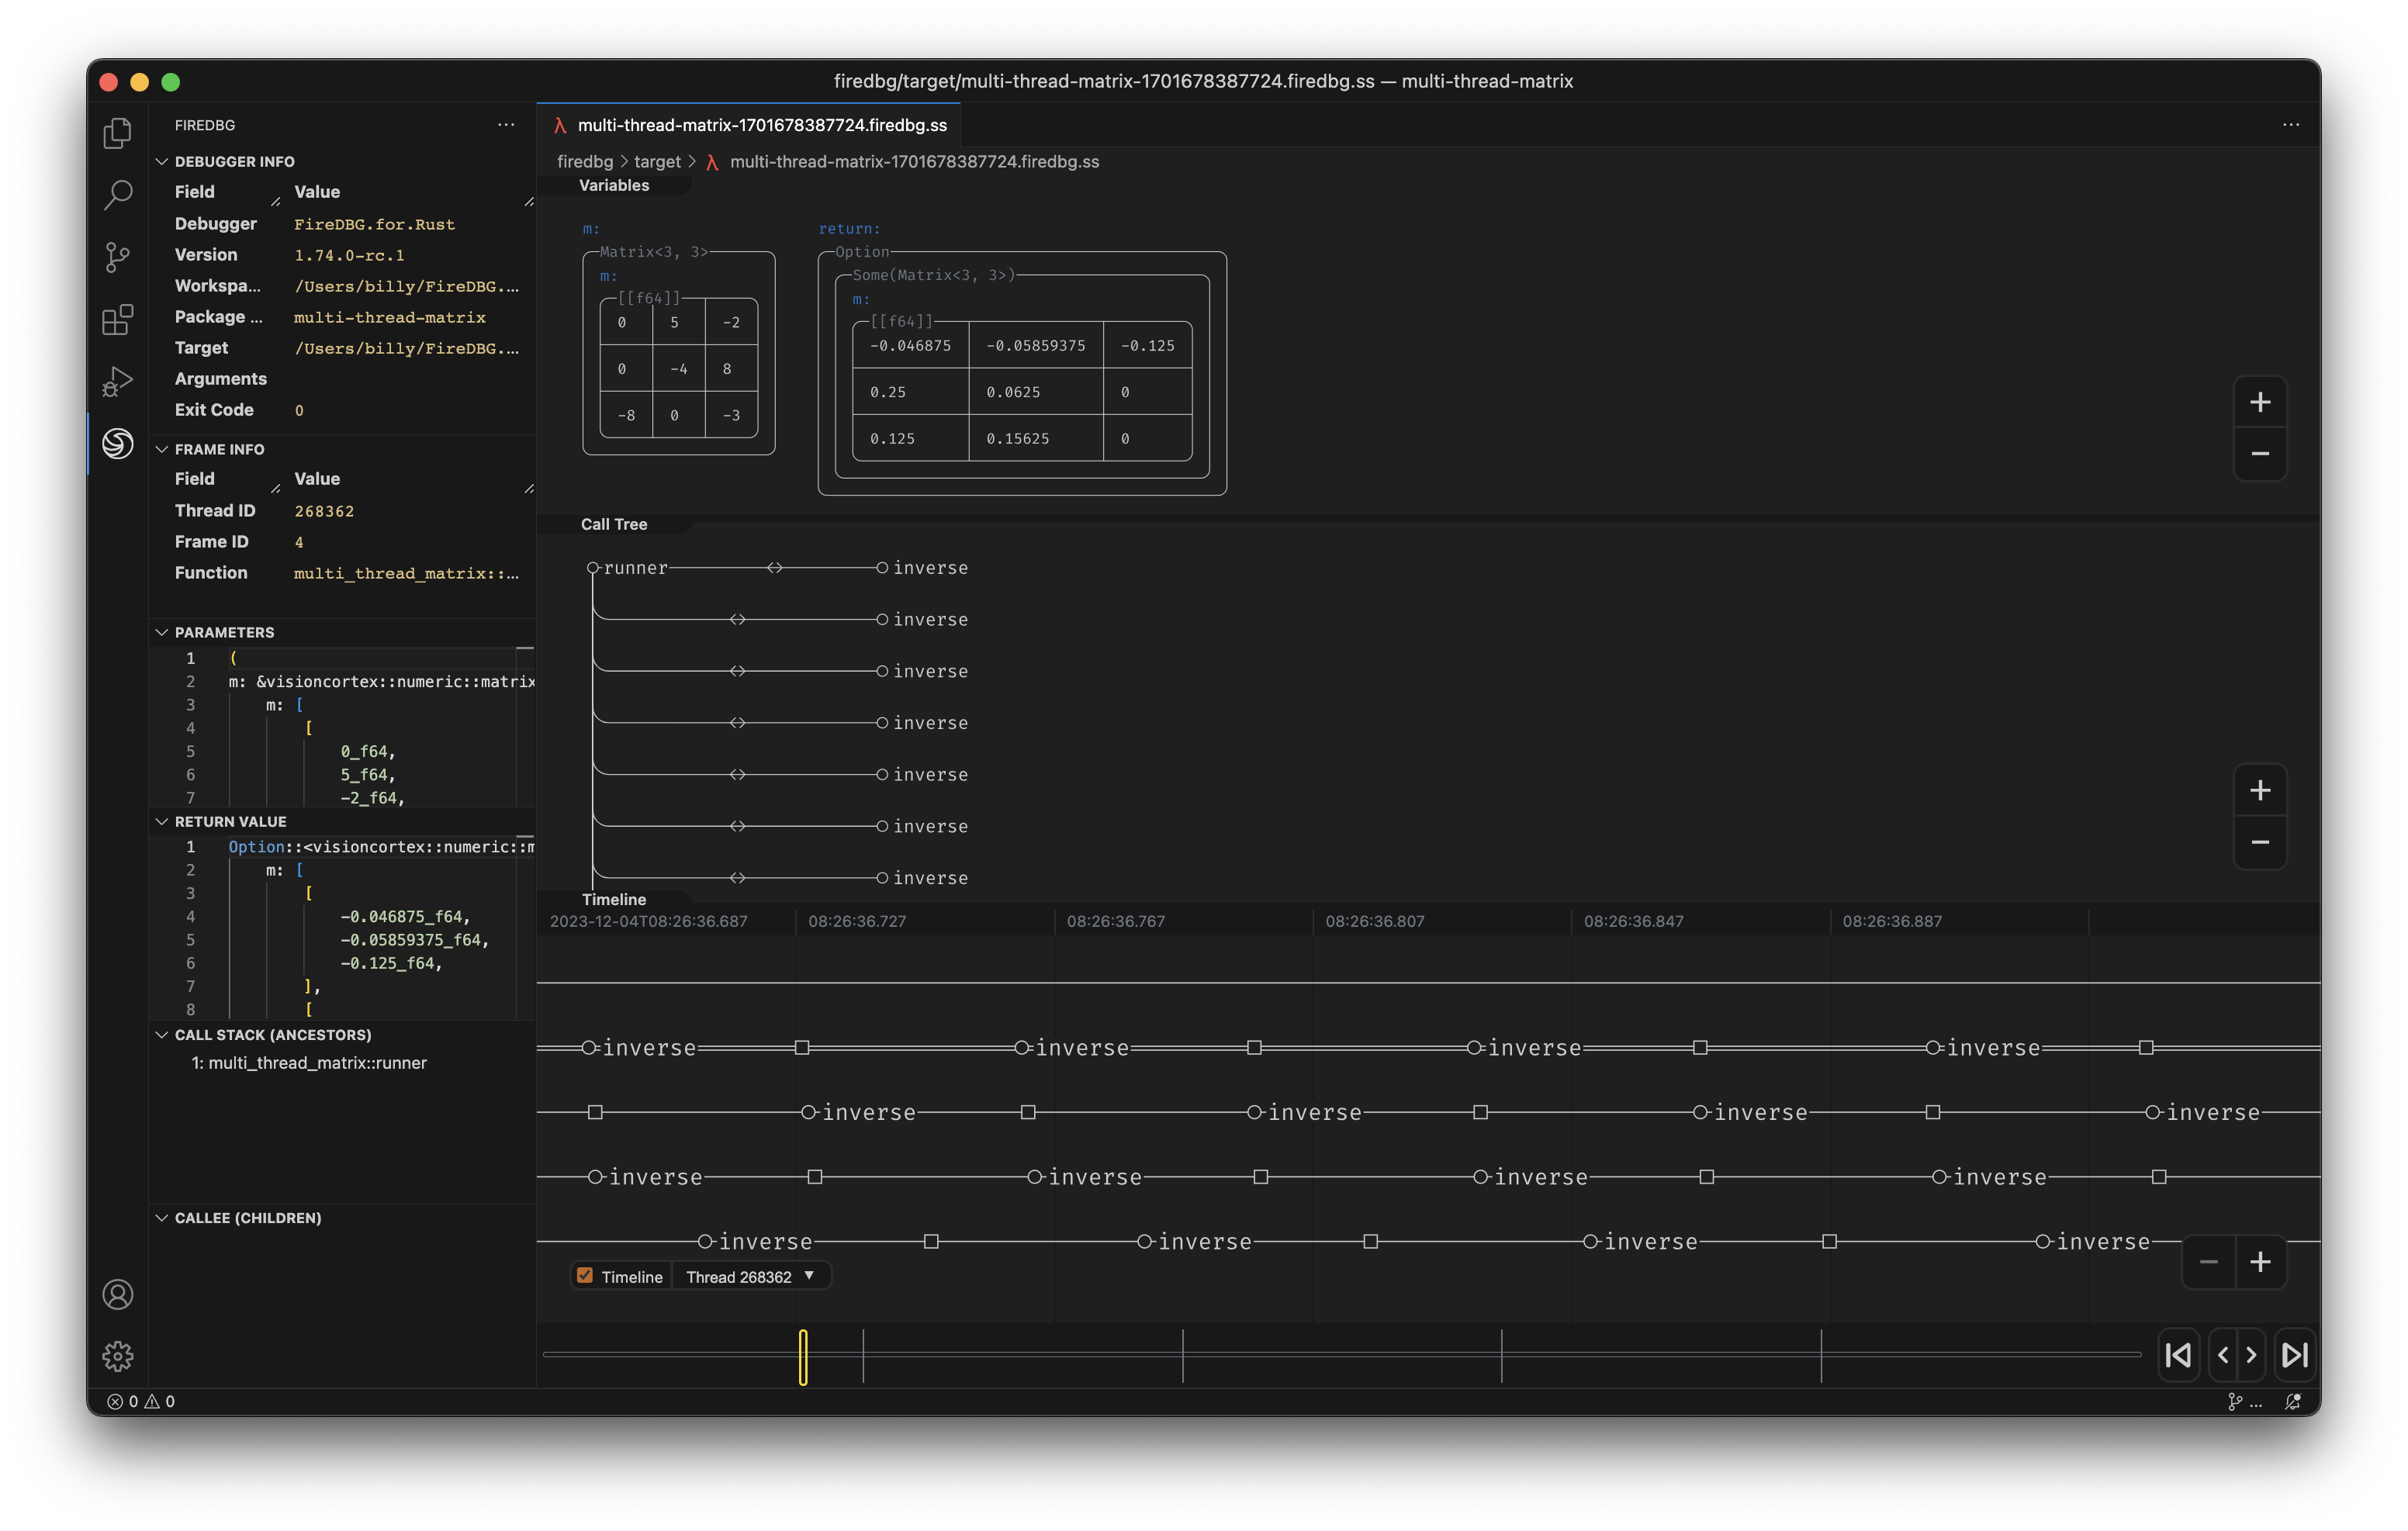 firedbg/target/multi-thread-matrix-1701678387724.firedbg.ss — multi-thread-matrix
FIREDBG
DEBUGGER INFO
Field Value
Debugger FireDBG.for.Rust
Version 1.74.0-rc.1
Workspa... /Users/billy/FireDBG....
Package ... multi-thread-matrix
Target /Users/billy/FireDBG....
Arguments
Exit Code 0
FRAME INFO
Field Value
Thread ID 268362
Frame ID 4
Function multi_thread_matrix::...
PARAMETERS
1 (
2 m: &visioncortex::numeric::matrix
3 m: [
4 [
5 0_f64,
6 5_f64,
7 -2_f64,
RETURN VALUE
1 Option::<visioncortex::numeric::m
2 m: [
3 [
4 -0.046875_f64,
5 -0.05859375_f64,
6 -0.125_f64,
7 ],
8 [
CALL STACK (ANCESTORS)
1: multi_thread_matrix::runner
CALLEE (CHILDREN)
λ multi-thread-matrix-1701678387724.firedbg.ss
firedbg > target > λ multi-thread-matrix-1701678387724.firedbg.ss
Variables
m:
Matrix<3, 3>
m:
[[f64]]
0 5 -2
0 -4 8
-8 0 -3
return:
Option
Some(Matrix<3, 3>)
m:
[[f64]]
-0.046875 -0.05859375 -0.125
0.25 0.0625 0
0.125 0.15625 0
+
−
Call Tree
runner <> inverse
<> inverse
<> inverse
<> inverse
<> inverse
<> inverse
<> inverse
+
−
Timeline
2023-12-04T08:26:36.687 08:26:36.727 08:26:36.767 08:26:36.807 08:26:36.847 08:26:36.887
inverse inverse inverse inverse
inverse inverse inverse inverse
inverse inverse inverse inverse
inverse inverse inverse inverse
Timeline Thread 268362 ▼
− +
< >
0 0
...